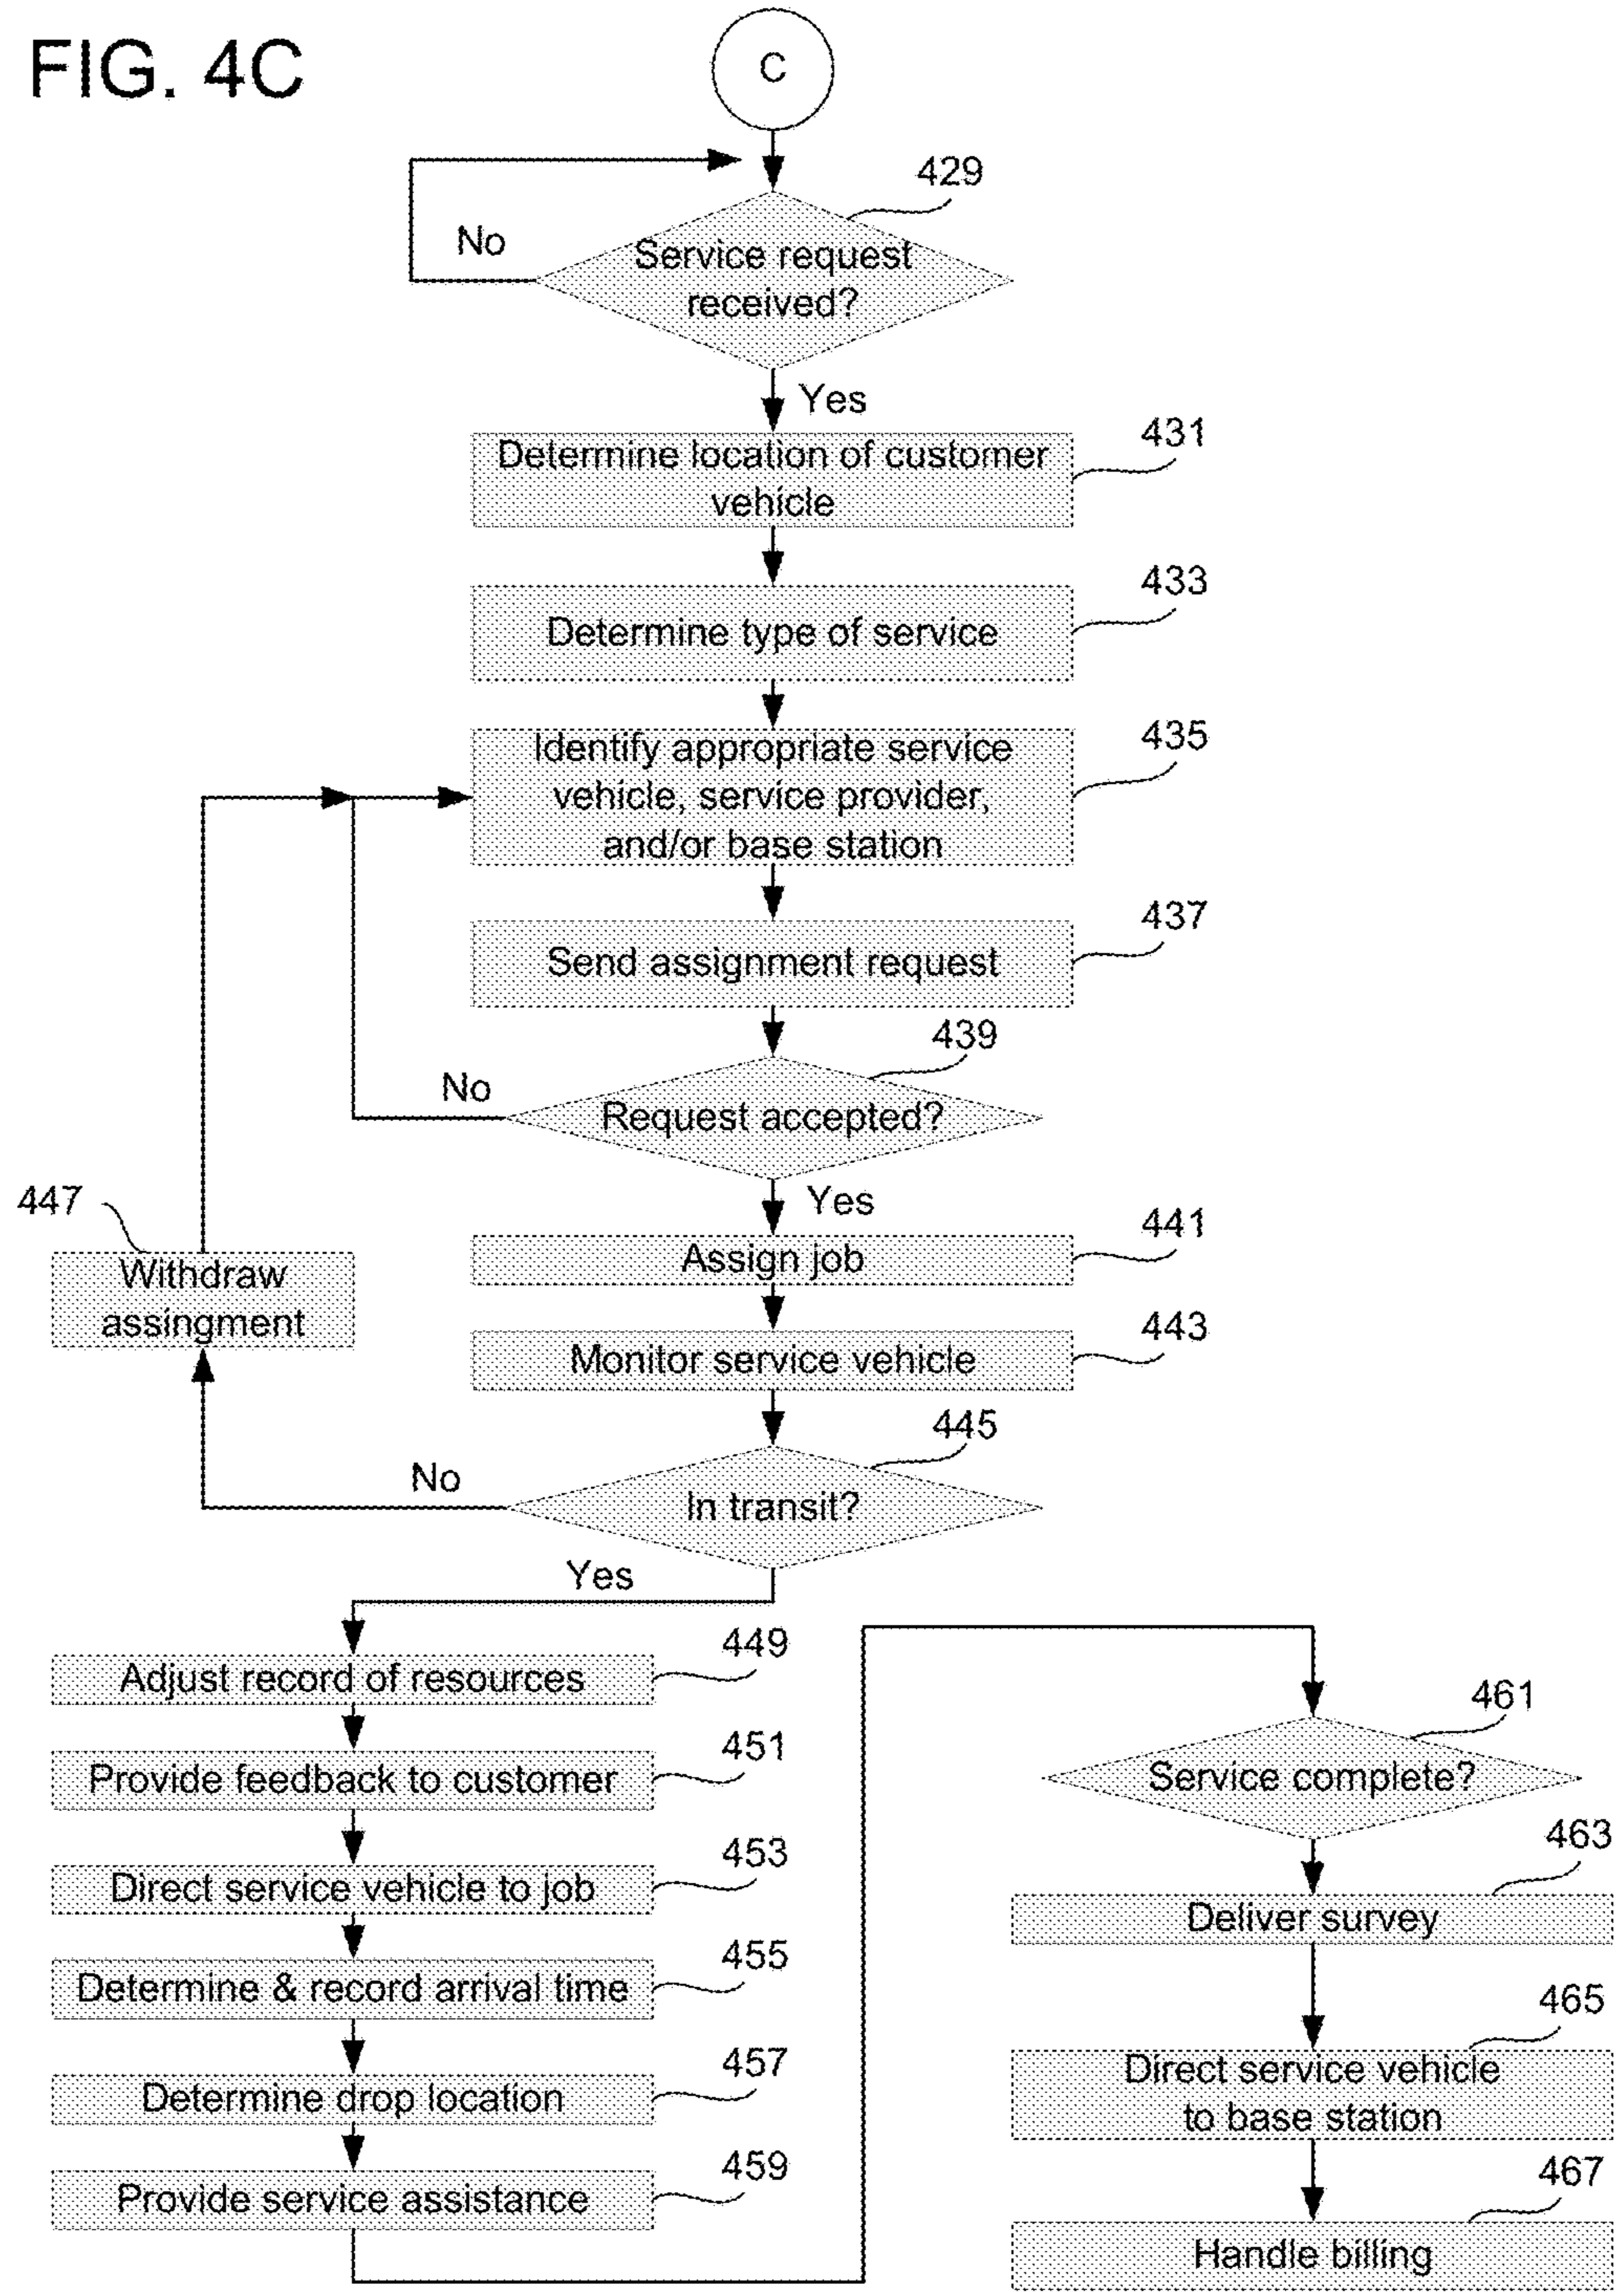 FIG. 4C
C
429
No
Service request
received?
Yes
431
Determine location of customer
vehicle
433
Determine type of service
435
Identify appropriate service
vehicle, service provider,
and/or base station
437
Send assignment request
439
No
Request accepted?
447
Yes
Withdraw
assingment
441
Assign job
443
Monitor service vehicle
445
No
In transit?
Yes
449
Adjust record of resources
451
Provide feedback to customer
453
Direct service vehicle to job
455
Determine & record arrival time
457
Determine drop location
459
Provide service assistance
461
Service complete?
463
Deliver survey
465
Direct service vehicle
to base station
467
Handle billing